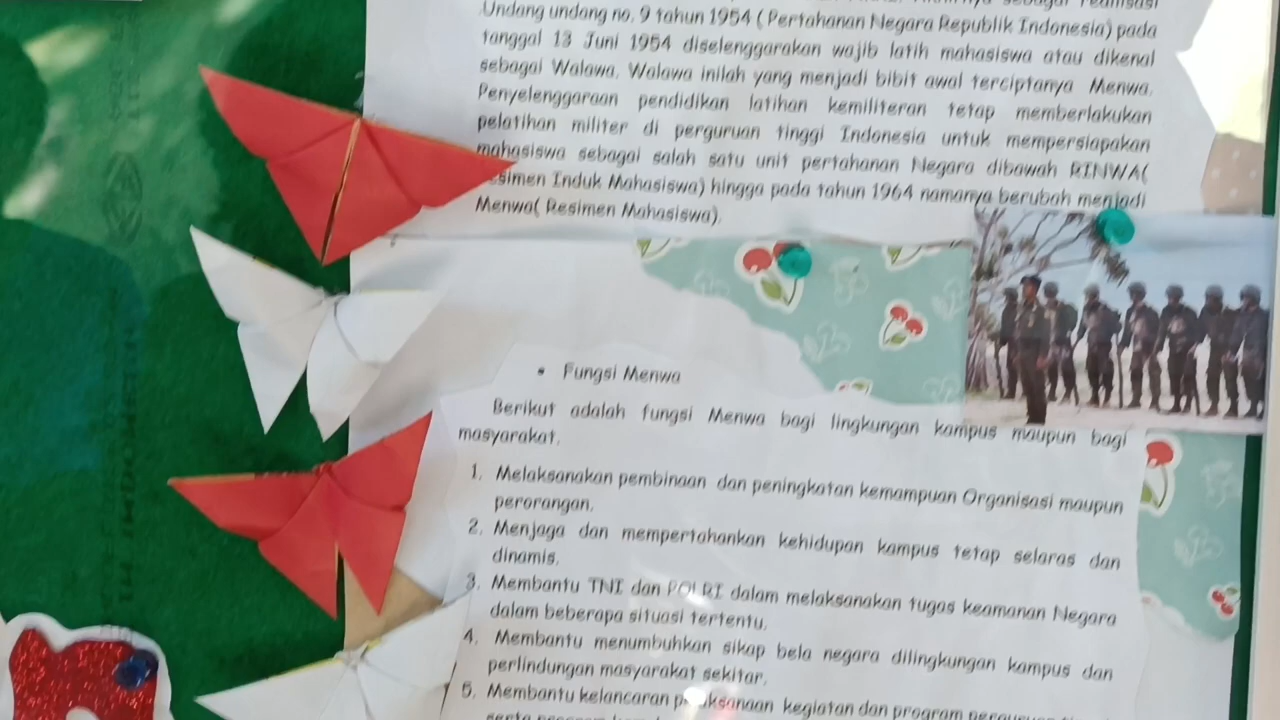 sebagai realisasi
Undang undang no. 9 tahun 1954 ( Pertahanan Negara Republik Indonesia) pada
tanggal 13 Juni 1954 diselenggarakan wajib latih mahasiswa atau dikenal
sebagai Walawa. Walawa inilah yang menjadi bibit awal terciptanya Menwa.
Penyelenggaraan pendidikan latihan kemiliteran tetap memberlakukan
pelatihan militer di perguruan tinggi Indonesia untuk mempersiapakan
mahasiswa sebagai salah satu unit pertahanan Negara dibawah RINWA(
Induk Mahasiswa) hingga pada tahun 1964 namanya berubah menjadi
Menwa( Resimen Mahasiswa).
• Fungsi Menwa
Berikut adalah fungsi Menwa bagi lingkungan kampus maupun bagi
masyarakat.
1. Melaksanakan pembinaan dan peningkatan kemampuan Organisasi maupun
perorangan.
2. Menjaga dan mempertahankan kehidupan kampus tetap selaras dan
dinamis.
3. Membantu TNI dan POLRI dalam melaksanakan tugas keamanan Negara
dalam beberapa situasi tertentu.
4. Membantu menumbuhkan sikap bela negara dilingkungan kampus dan
perlindungan masyarakat sekitar.
5. Membantu kelancaran kegiatan dan program